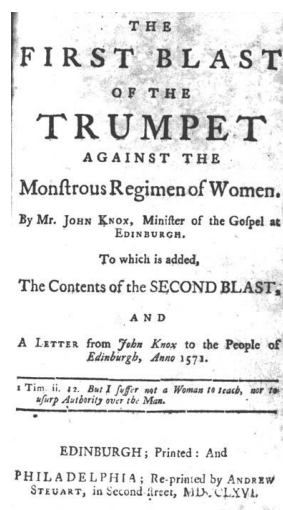 THE
FIRST BLAST
OF THE
TRUMPET
AGAINST THE
Monſtrous Regimen of Women.
By Mr. JOHN KNOX, Miniſter of the Goſpel at
EDINBURGH.
To which is added,
The Contents of the SECOND BLAST,
AND
A LETTER from John Knox to the People of
Edinburgh, Anno 1571.
1 Tim. ii. 12. But I ſuffer not a Woman to teach, nor to
uſurp Authority over the Man.
EDINBURGH; Printed: And
PHILADELPHIA; Re-printed by ANDREW
STEUART, in Second-ſtreet, MDCCLXVI.